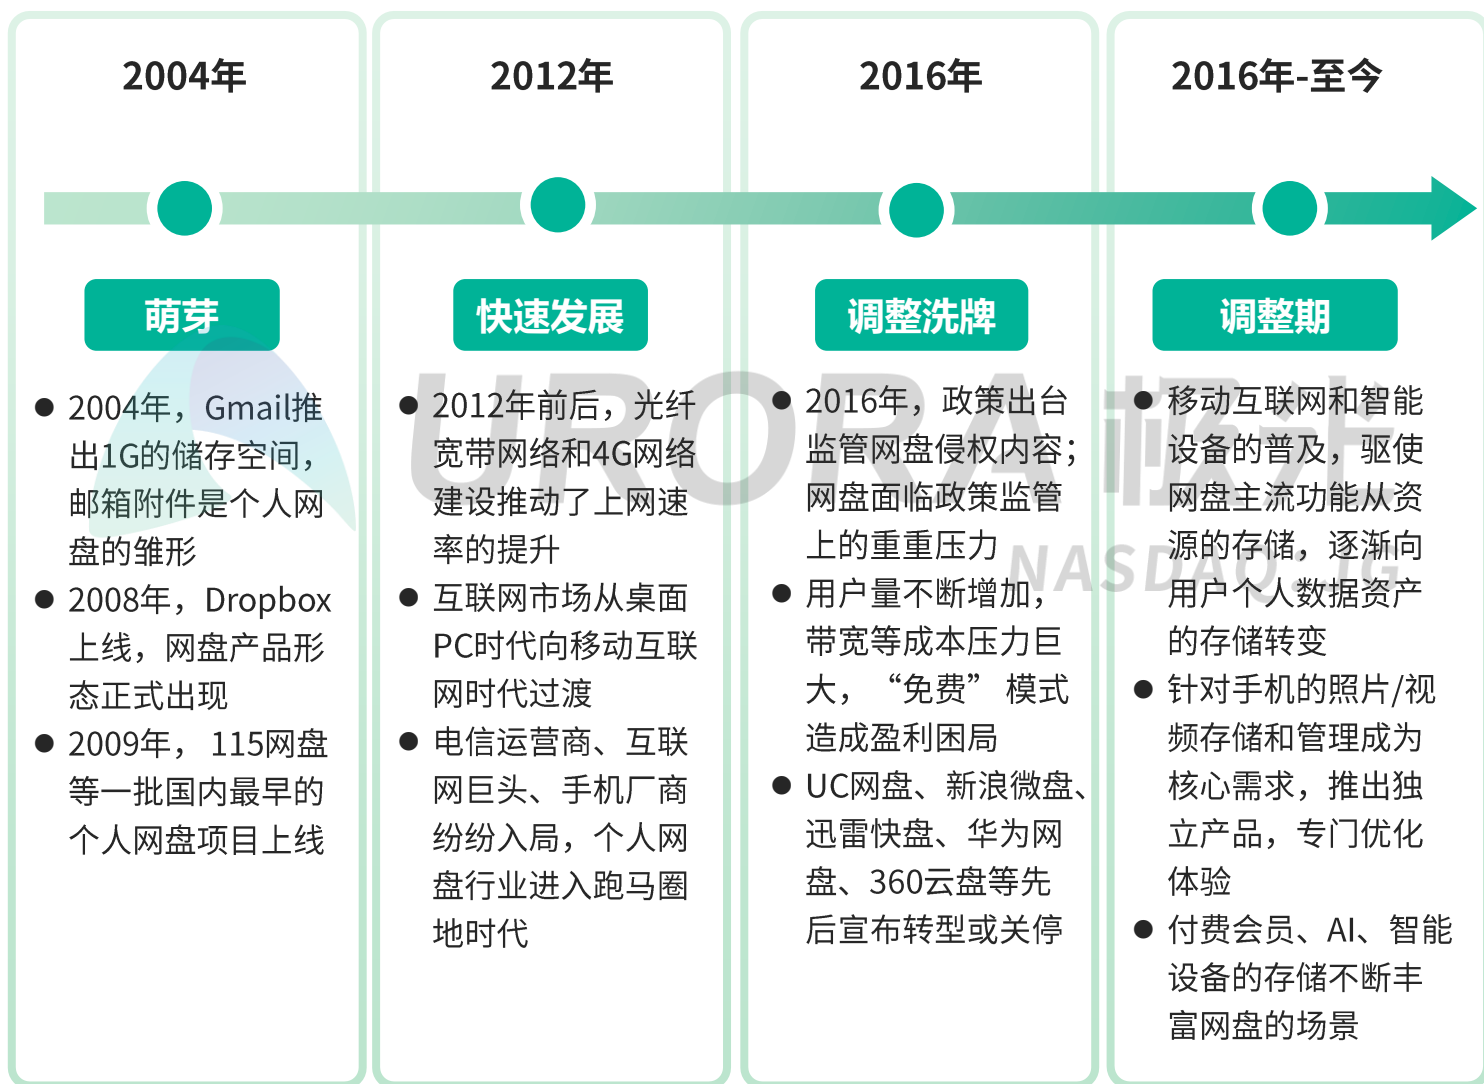 2004年
萌芽
2004年，Gmail推
出1G的储存空间，
邮箱附件是个人网
盘的雏形
2008年，Dropbox
上线，网盘产品形
态正式出现
2009年， 115网盘
等一批国内最早的
个人网盘项目上线
2012年
快速发展
2012年前后，光纤
宽带网络和4G网络
建设推动了上网速
率的提升
互联网市场从桌面
PC时代向移动互联
网时代过渡
电信运营商、互联
网巨头、手机厂商
纷纷入局，个人网
盘行业进入跑马圈
地时代
2016年
调整洗牌
2016年，政策出台
监管网盘侵权内容；
网盘面临政策监管
上的重重压力
用户量不断增加，
带宽等成本压力巨
大，“免费” 模式
造成盈利困局
UC网盘、新浪微盘、
迅雷快盘、华为网
盘、360云盘等先
后宣布转型或关停
2016年-至今
调整期
移动互联网和智能
设备的普及，驱使
网盘主流功能从资
源的存储，逐渐向
用户个人数据资产
的存储转变
针对手机的照片/视
频存储和管理成为
核心需求，推出独
立产品，专门优化
体验
付费会员、AI、智能
设备的存储不断丰
富网盘的场景
URORA 极光
NASDAQ:JG